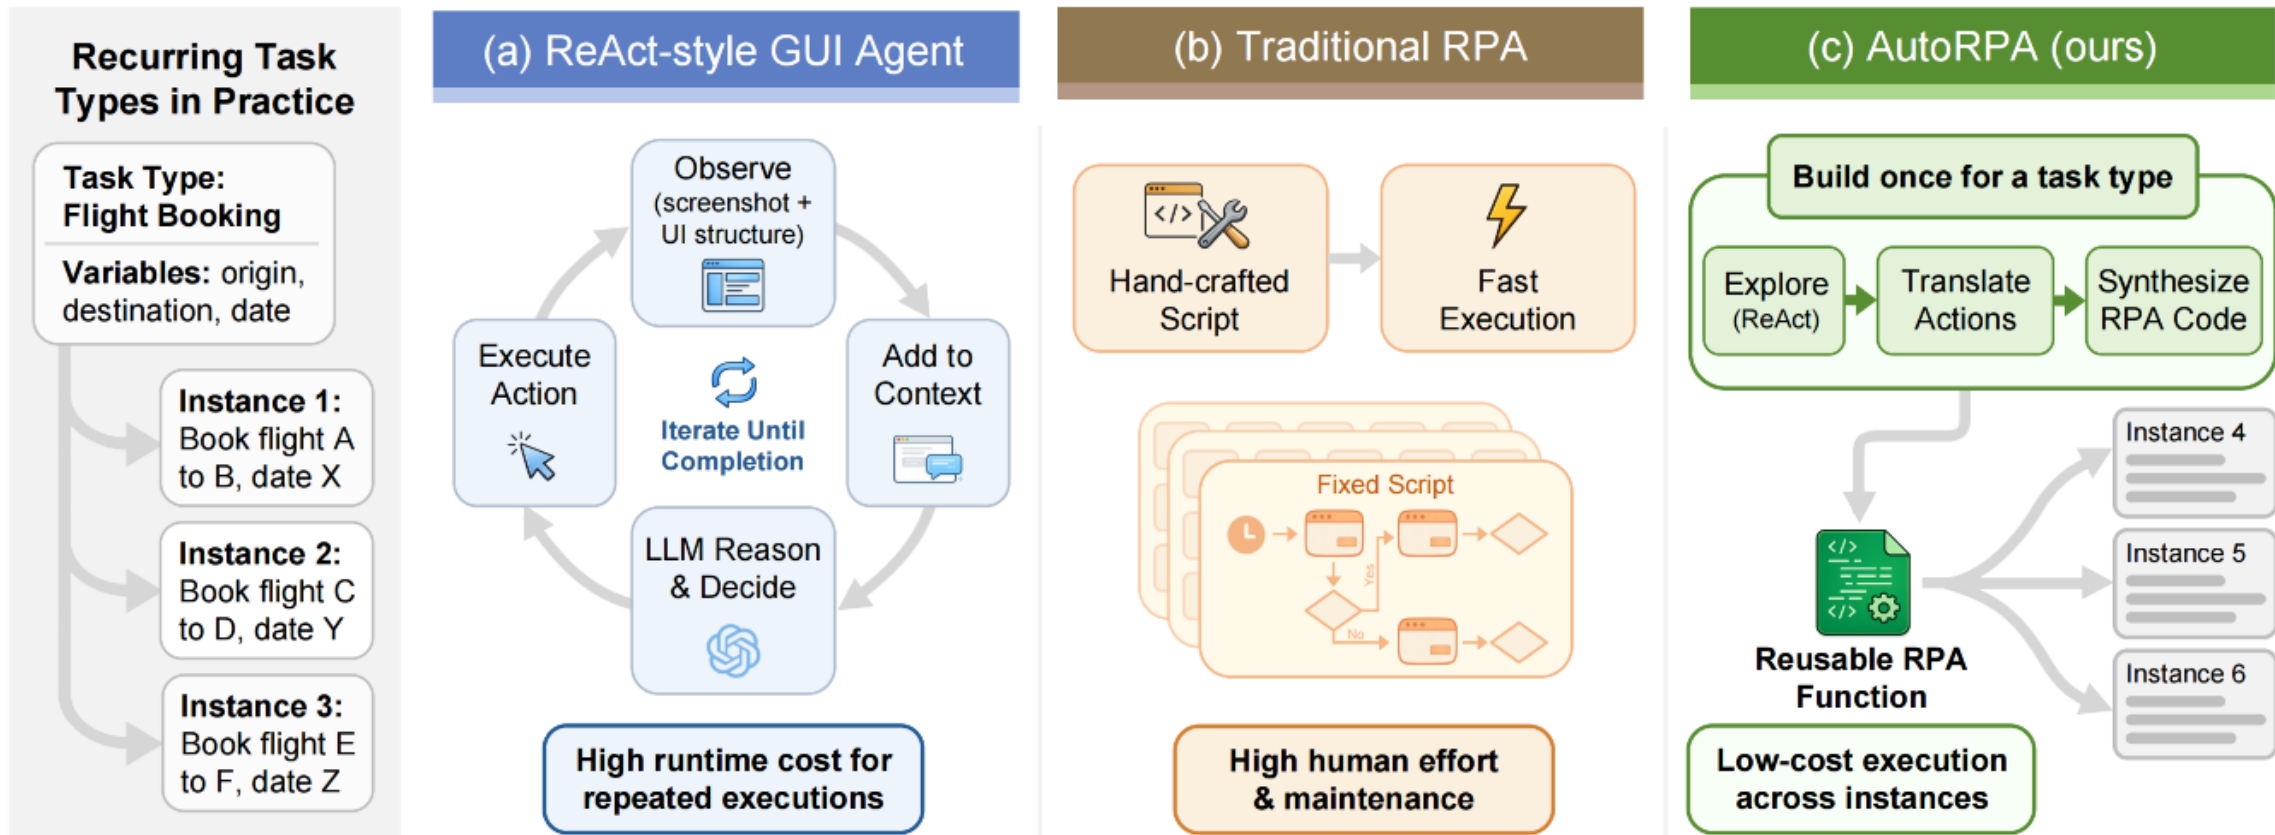 Recurring Task
Types in Practice
Task Type:
Flight Booking
Variables: origin,
destination, date
Instance 1:
Book flight A
to B, date X
Instance 2:
Book flight C
to D, date Y
Instance 3:
Book flight E
to F, date Z
(a) ReAct-style GUI Agent
Observe
(screenshot +
UI structure)
Add to
Context
LLM Reason
& Decide
Execute
Action
Iterate Until
Completion
High runtime cost for
repeated executions
(b) Traditional RPA
</>
Hand-crafted
Script
Fast
Execution
Fixed Script
Yes
No
High human effort
& maintenance
(c) AutoRPA (ours)
Build once for a task type
Explore
(ReAct)
Translate
Actions
Synthesize
RPA Code
</>
</>
Reusable RPA
Function
Instance 4
Instance 5
Instance 6
Low-cost execution
across instances